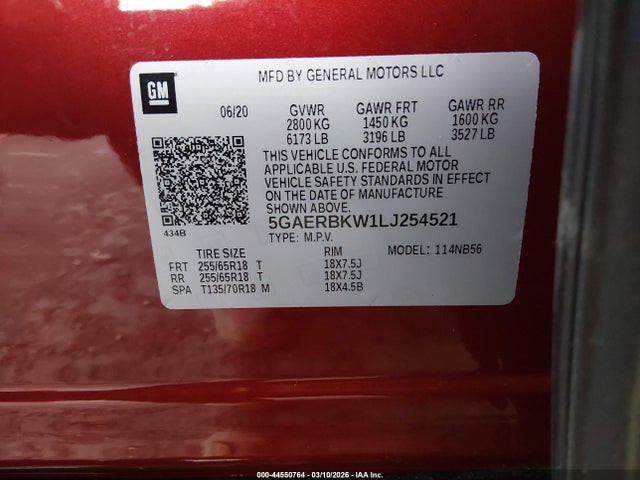 GM
MFD BY GENERAL MOTORS LLC
06/20 GVWR GAWR FRT GAWR RR
2800 KG 1450 KG 1600 KG
6173 LB 3196 LB 3527 LB
THIS VEHICLE CONFORMS TO ALL
APPLICABLE U.S. FEDERAL MOTOR
VEHICLE SAFETY STANDARDS IN EFFECT
ON THE DATE OF MANUFACTURE
SHOWN ABOVE.
434B
5GAERBKW1LJ254521
TYPE: M.P.V. MODEL: 114NB56
TIRE SIZE RIM
FRT 255/65R18 T 18X7.5J
RR 255/65R18 T 18X7.5J
SPA T135/70R18 M 18X4.5B
000-44550764 - 03/10/2026 - IAA Inc.